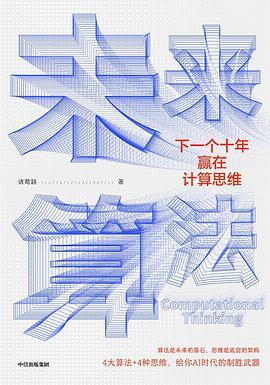 未来
下一个十年
赢在
计算思维
诸葛越 著
算法
Computational
Thinking
算法是未来的基石，思维是底层的架构
4大算法+4种思维，给你AI时代的制胜武器
中信出版集团